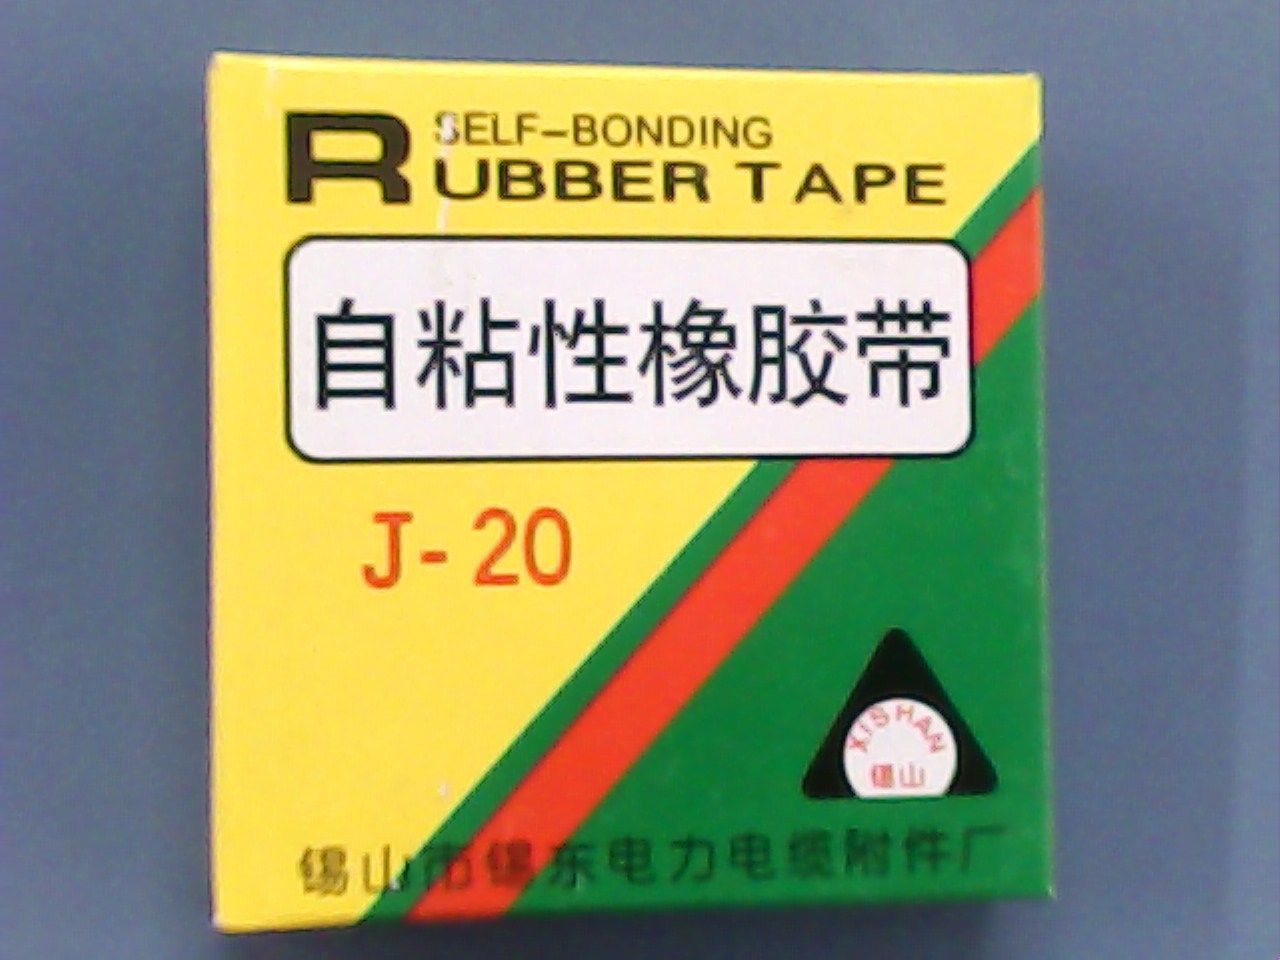 SELF-BONDING
RUBBER TAPE
自粘性橡胶带
J-20
XISHAN
锡山
锡山市锡东电力电缆附件厂